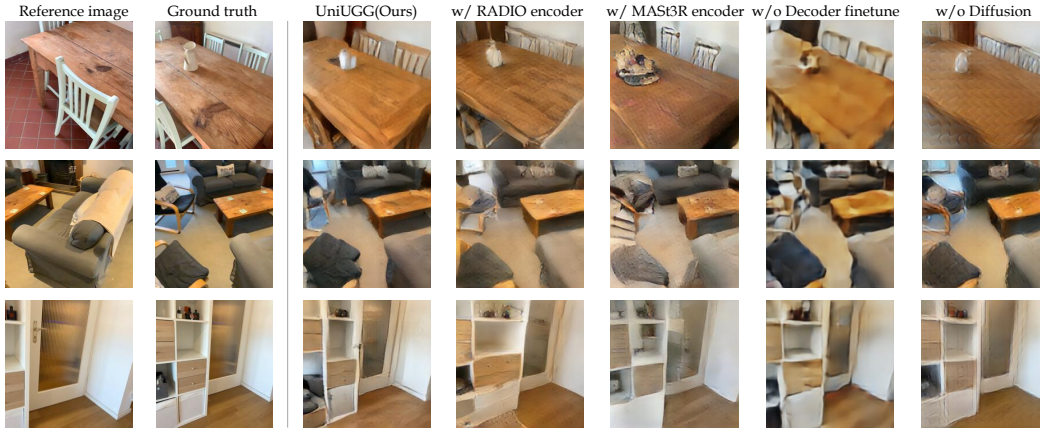 Reference image Ground truth UniUGG(Ours) w/ RADIO encoder w/ MASt3R encoder w/o Decoder finetune w/o Diffusion